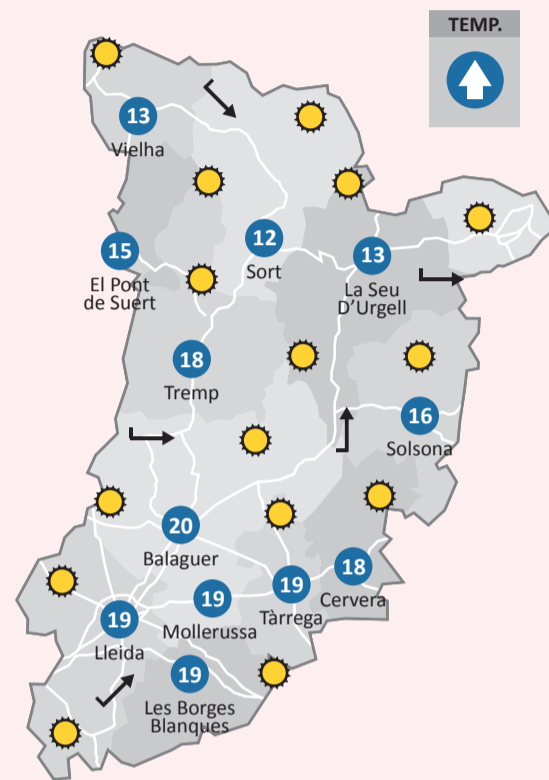 TEMP.
13
Vielha
12
Sort
15
El Pont
de Suert
13
La Seu
D'Urgell
18
Tremp
16
Solsona
20
Balaguer
18
Cervera
19
Tàrrega
19
Mollerussa
19
Lleida
19
Les Borges
Blanques